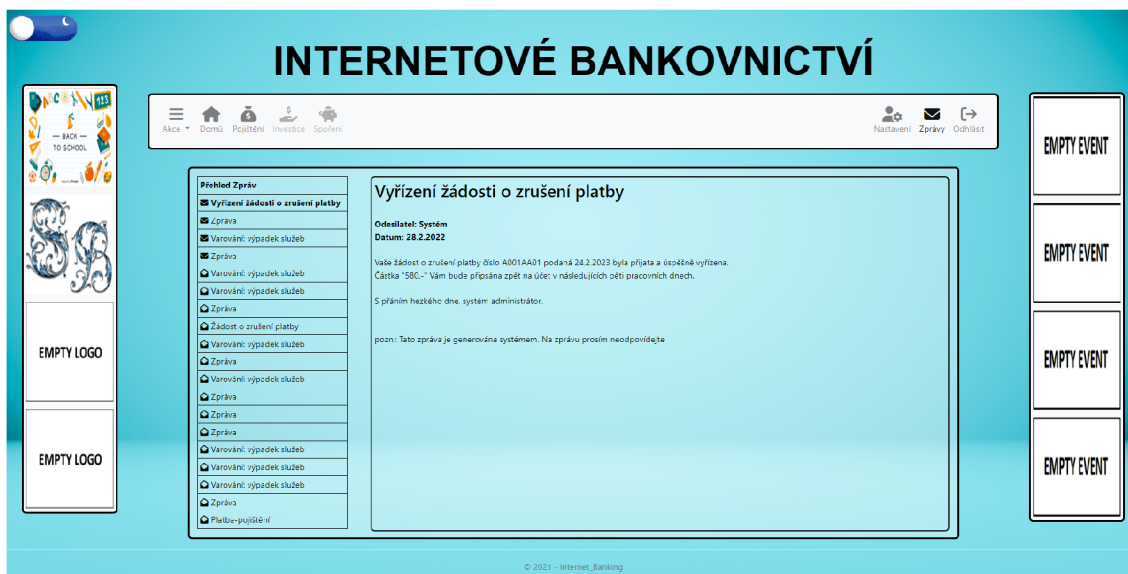 INTERNETOVÉ BANKOVNICTVÍ
ABC
123
BACK
TO SCHOOL
SB
EMPTY LOGO
EMPTY LOGO
Akce
Domů
Pojištění
Investice
Spoření
Nastavení
Zprávy
Odhlásit
Přehled Zpráv
Vyřízení žádosti o zrušení platby
Zpráva
Varování: výpadek služeb
Zpráva
Varování: výpadek služeb
Varování: výpadek služeb
Zpráva
Žádost o zrušení platby
Varování: výpadek služeb
Zpráva
Varování: výpadek služeb
Zpráva
Zpráva
Zpráva
Varování: výpadek služeb
Varování: výpadek služeb
Varování: výpadek služeb
Zpráva
Platba-pojištění
Vyřízení žádosti o zrušení platby
Odesílatel: Systém
Datum: 28.2.2022
Vaše žádost o zrušení platby číslo A001AA01 podaná 24.2.2023 byla přijata a úspěšně vyřízena.
Částka "580,-" Vám bude připsána zpět na účet v následujících pěti pracovních dnech.
S přáním hezkého dne, systém administrátor.
pozn.: Tato zpráva je generována systémem. Na zprávu prosím neodpovídejte
EMPTY EVENT
EMPTY EVENT
EMPTY EVENT
EMPTY EVENT
© 2021 - Internet_Banking